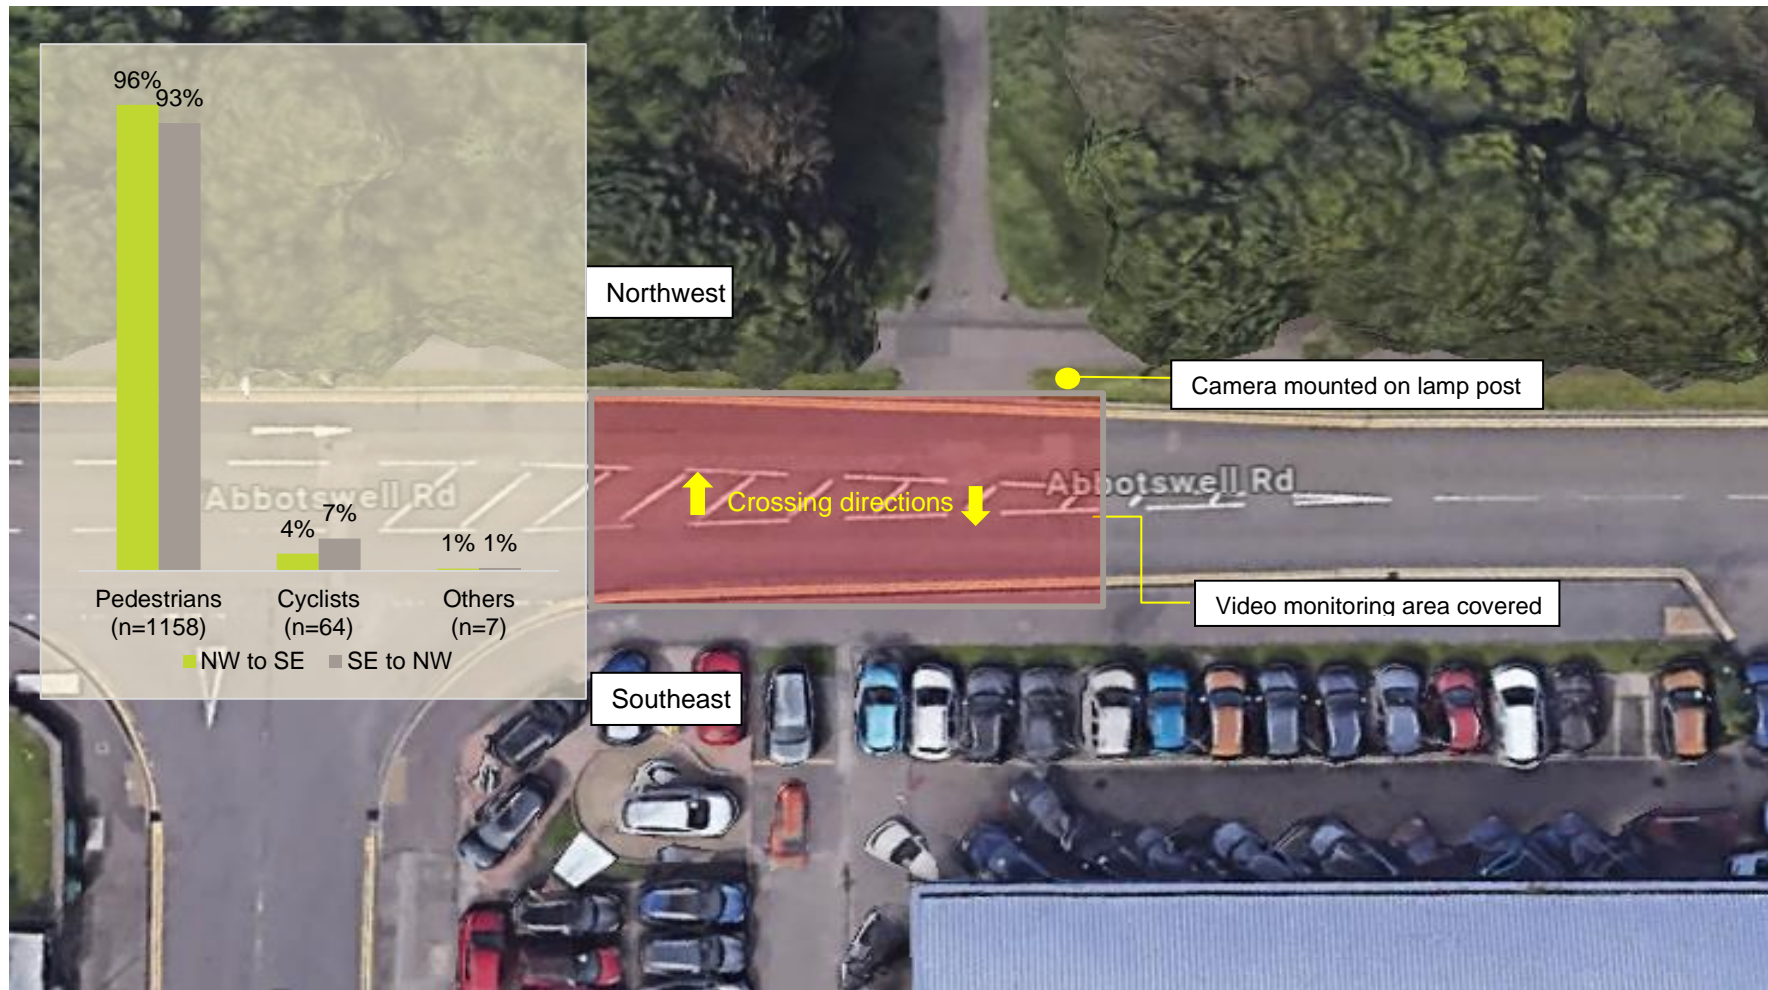 96%
93%
4%
7%
1%
1%
Pedestrians
(n=1158)
Cyclists
(n=64)
Others
(n=7)
NW to SE
SE to NW
Northwest
Camera mounted on lamp post
Abbotswell Rd
Crossing directions
Abbotswell Rd
Video monitoring area covered
Southeast